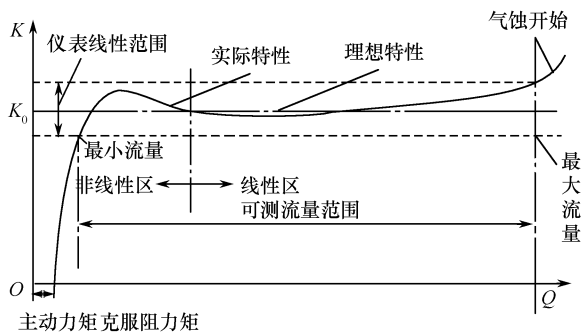 K
气蚀开始
仪表线性范围
实际特性
理想特性
K₀
最小流量
最大流量
非线性区
线性区
可测流量范围
O
Q
主动力矩克服阻力矩